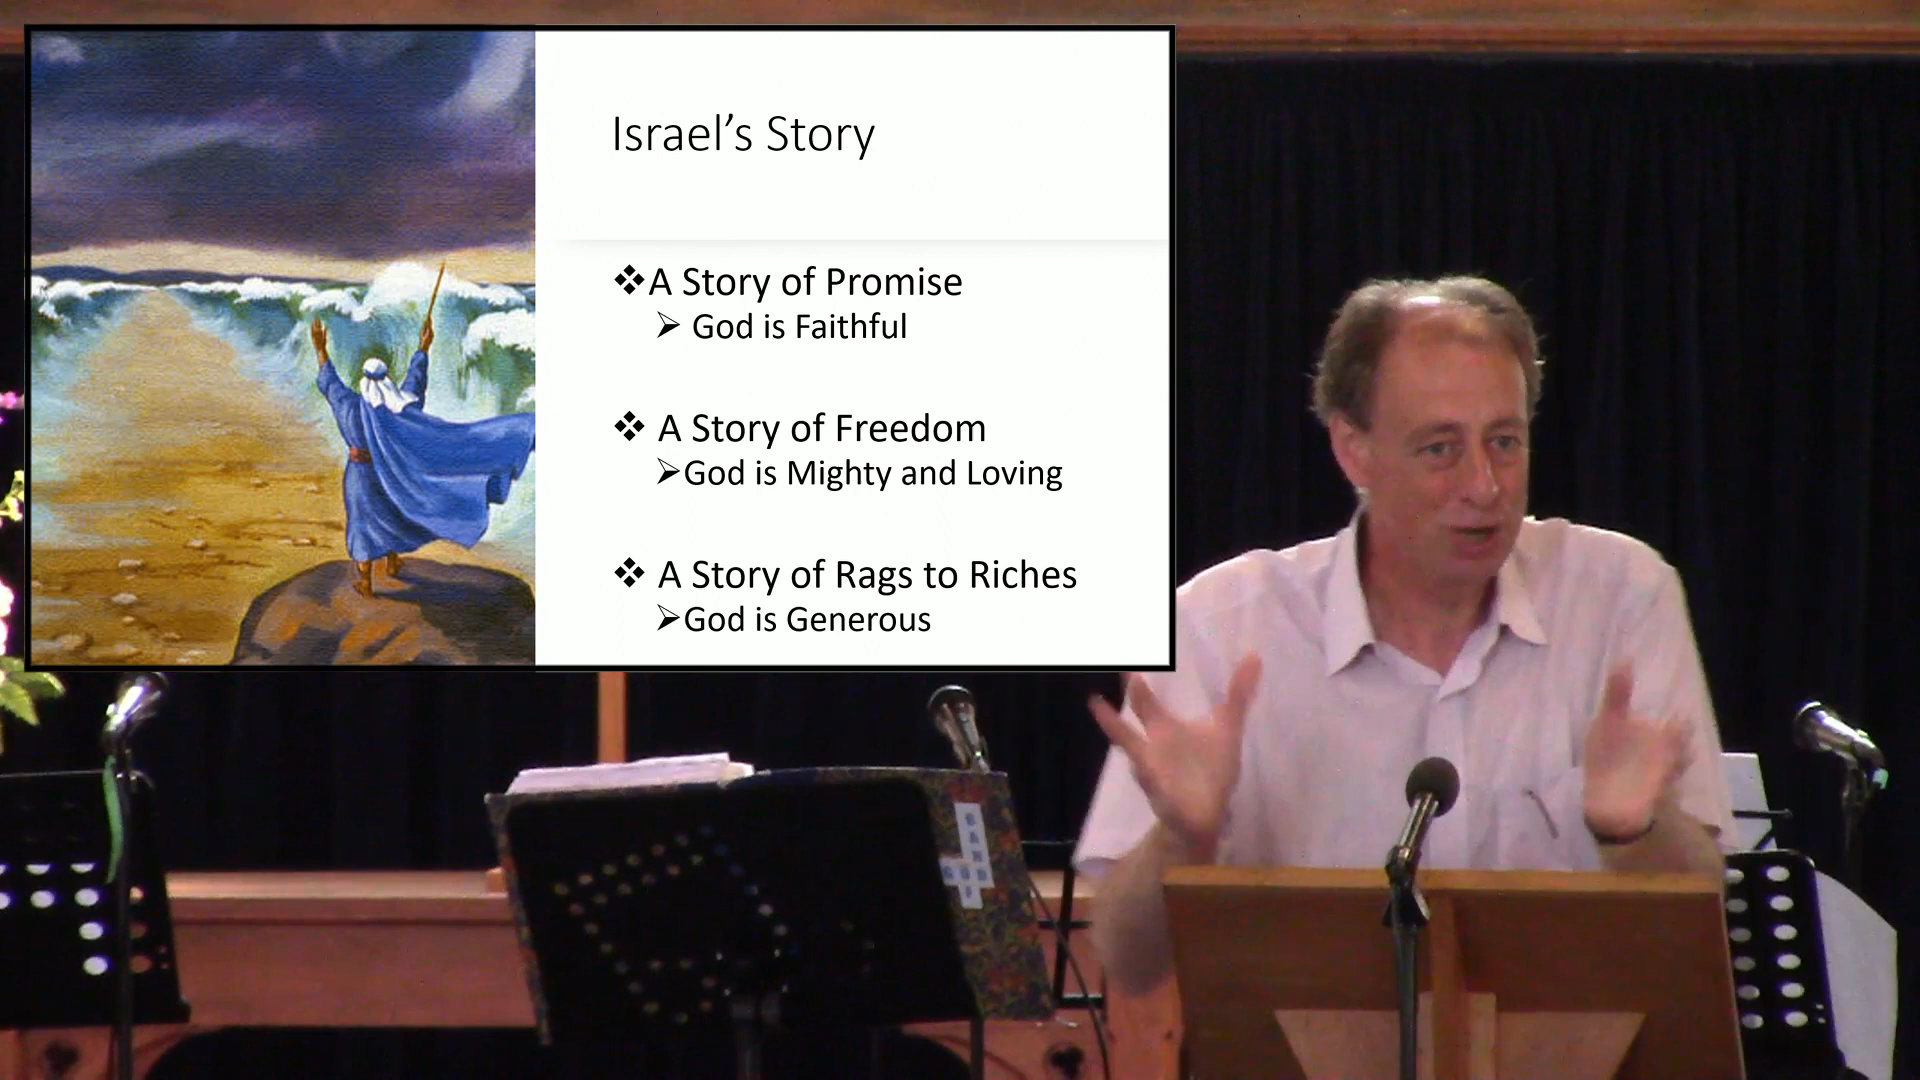 Israel’s Story
❖A Story of Promise
➢ God is Faithful
❖ A Story of Freedom
➢God is Mighty and Loving
❖ A Story of Rags to Riches
➢God is Generous